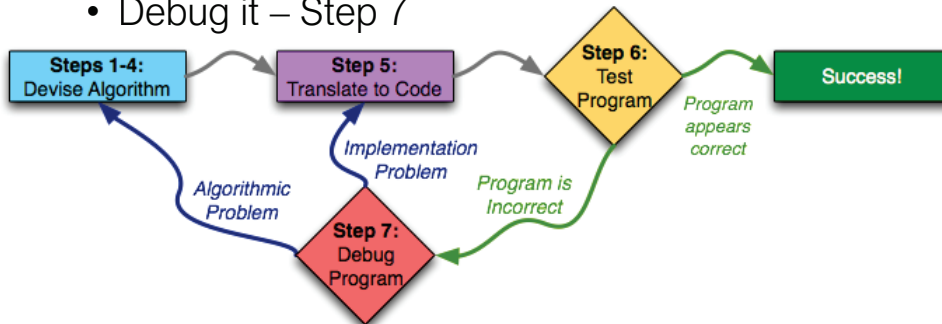 • Debug it – Step 7
Steps 1-4:
Devise Algorithm
Step 5:
Translate to Code
Step 6:
Test
Program
Success!
Program
appears
correct
Implementation
Problem
Algorithmic
Problem
Program is
Incorrect
Step 7:
Debug
Program